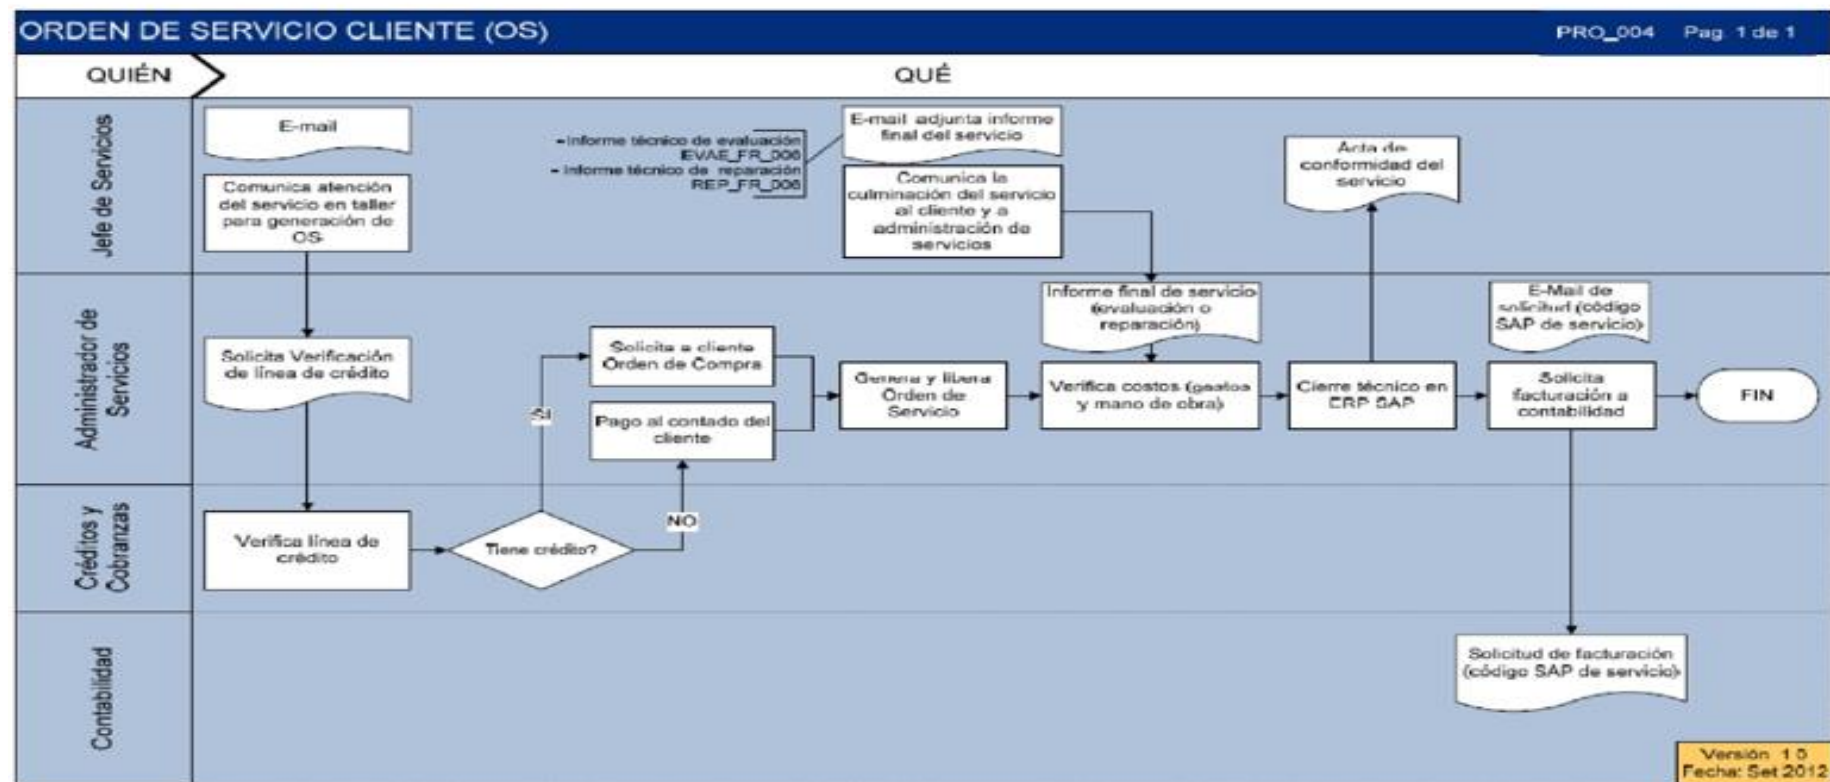 ORDEN DE SERVICIO CLIENTE (OS)
PRO_004 Pag. 1 de 1
QUIÉN
QUÉ
Jefe de Servicios
E-mail
Comunica atención
del servicio en taller
para generación de
OS
- Informe técnico de evaluación
EVAE_FR_006
- Informe técnico de reparación
REP_FR_006
E-mail adjunta informe
final del servicio
Comunica la
culminación del servicio
al cliente y a
administración de
servicios
Acta de
conformidad del
servicio
Administrador de
Servicios
Solicita Verificación
de línea de crédito
SI
Solicita a cliente
Orden de Compra
Pago al contado del
cliente
Genera y libera
Orden de
Servicio
Informe final de servicio
(evaluación o
reparación)
Verifica costos (gastos
y mano de obra)
Cierre técnico en
ERP SAP
E-Mail de
solicitud (código
SAP de servicio)
Solicita
facturación a
contabilidad
FIN
Créditos y
Cobranzas
Verifica línea de
crédito
Tiene crédito?
NO
Contabilidad
Solicitud de facturación
(código SAP de servicio)
Versión 1.0
Fecha: Set 2012